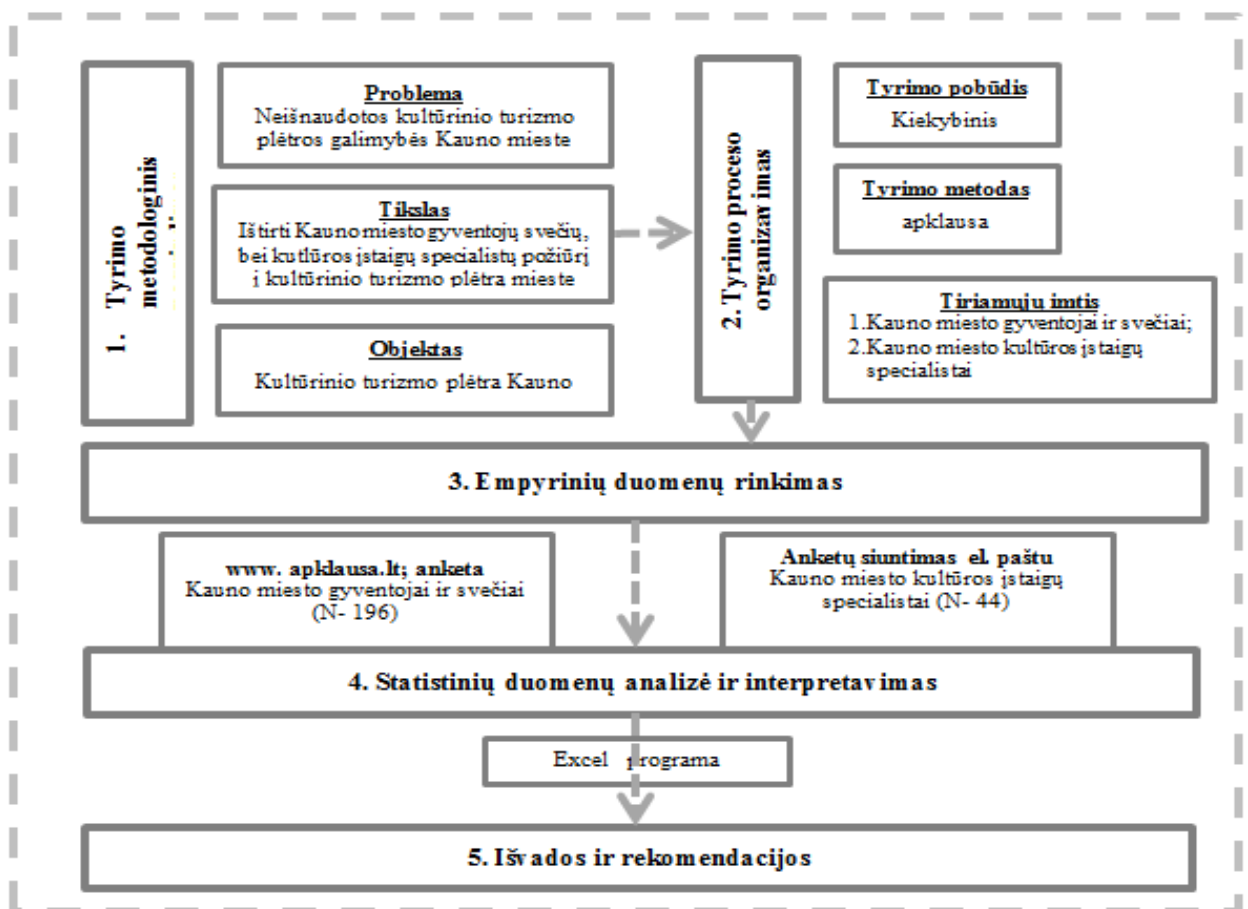 1. Tyrimo
metodologinis
Problema
Neišnaudotos kultūrinio turizmo
plėtros galimybės Kauno mieste
Tikslas
Ištirti Kauno miesto gyventojų svečių,
bei kutlūros įstaigų specialistų požiūrį
į kultūrinio turizmo plėtra mieste
Objektas
Kultūrinio turizmo plėtra Kauno
2. Tyrimo proceso
organizavimas
Tyrimo pobūdis
Kiekybinis
Tyrimo metodas
apklausa
Tiriamųjų imtis
1.Kauno miesto gyventojai ir svečiai;
2.Kauno miesto kultūros įstaigų
specialistai
3. Empyrinių duomenų rinkimas
www. apklausa.lt; anketa
Kauno miesto gyventojai ir svečiai
(N- 196)
Anketų siuntimas el. paštu
Kauno miesto kultūros įstaigų
specialistai (N- 44)
4. Statistinių duomenų analizė ir interpretavimas
Excel programa
5. Išvados ir rekomendacijos